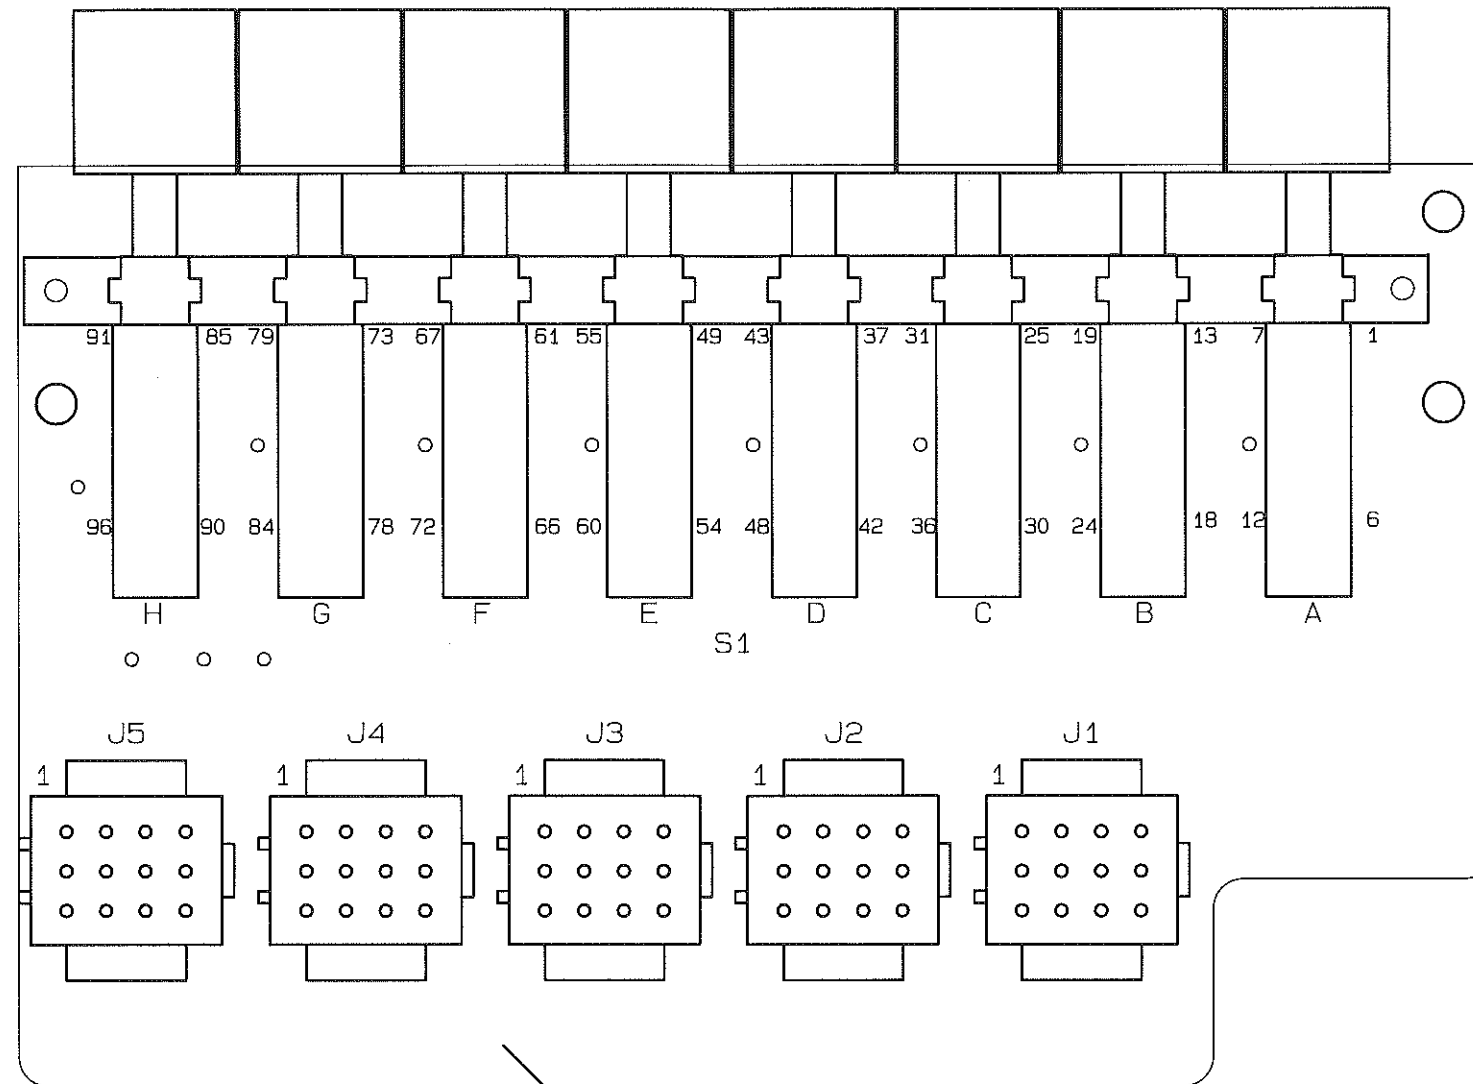 91 85 79 73 67 61 55 49 43 37 31 25 19 13 7 1
96 90 84 78 72 66 60 54 48 42 36 30 24 18 12 6
H G F E D C B A
S1
J5 J4 J3 J2 J1
1 1 1 1 1